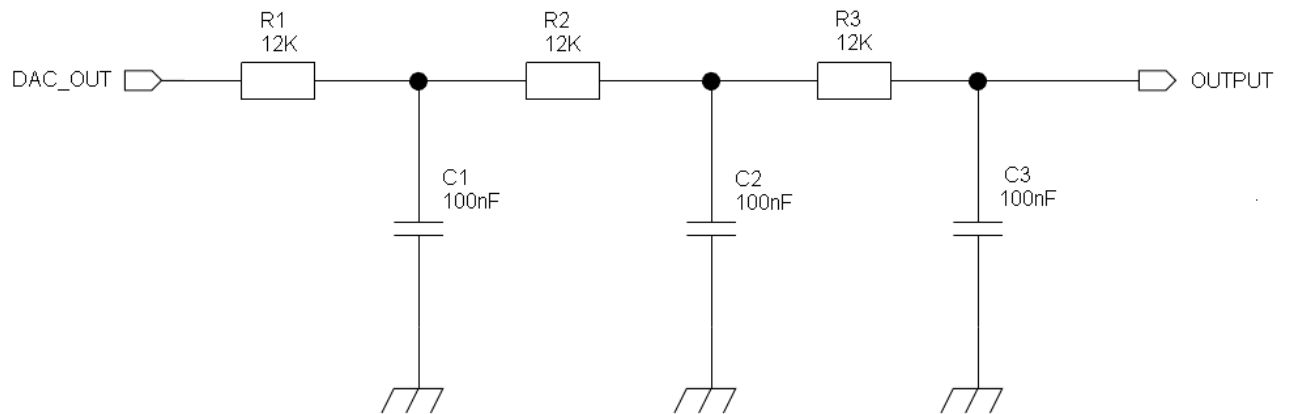 R1
12K
R2
12K
R3
12K
DAC_OUT
OUTPUT
C1
100nF
C2
100nF
C3
100nF